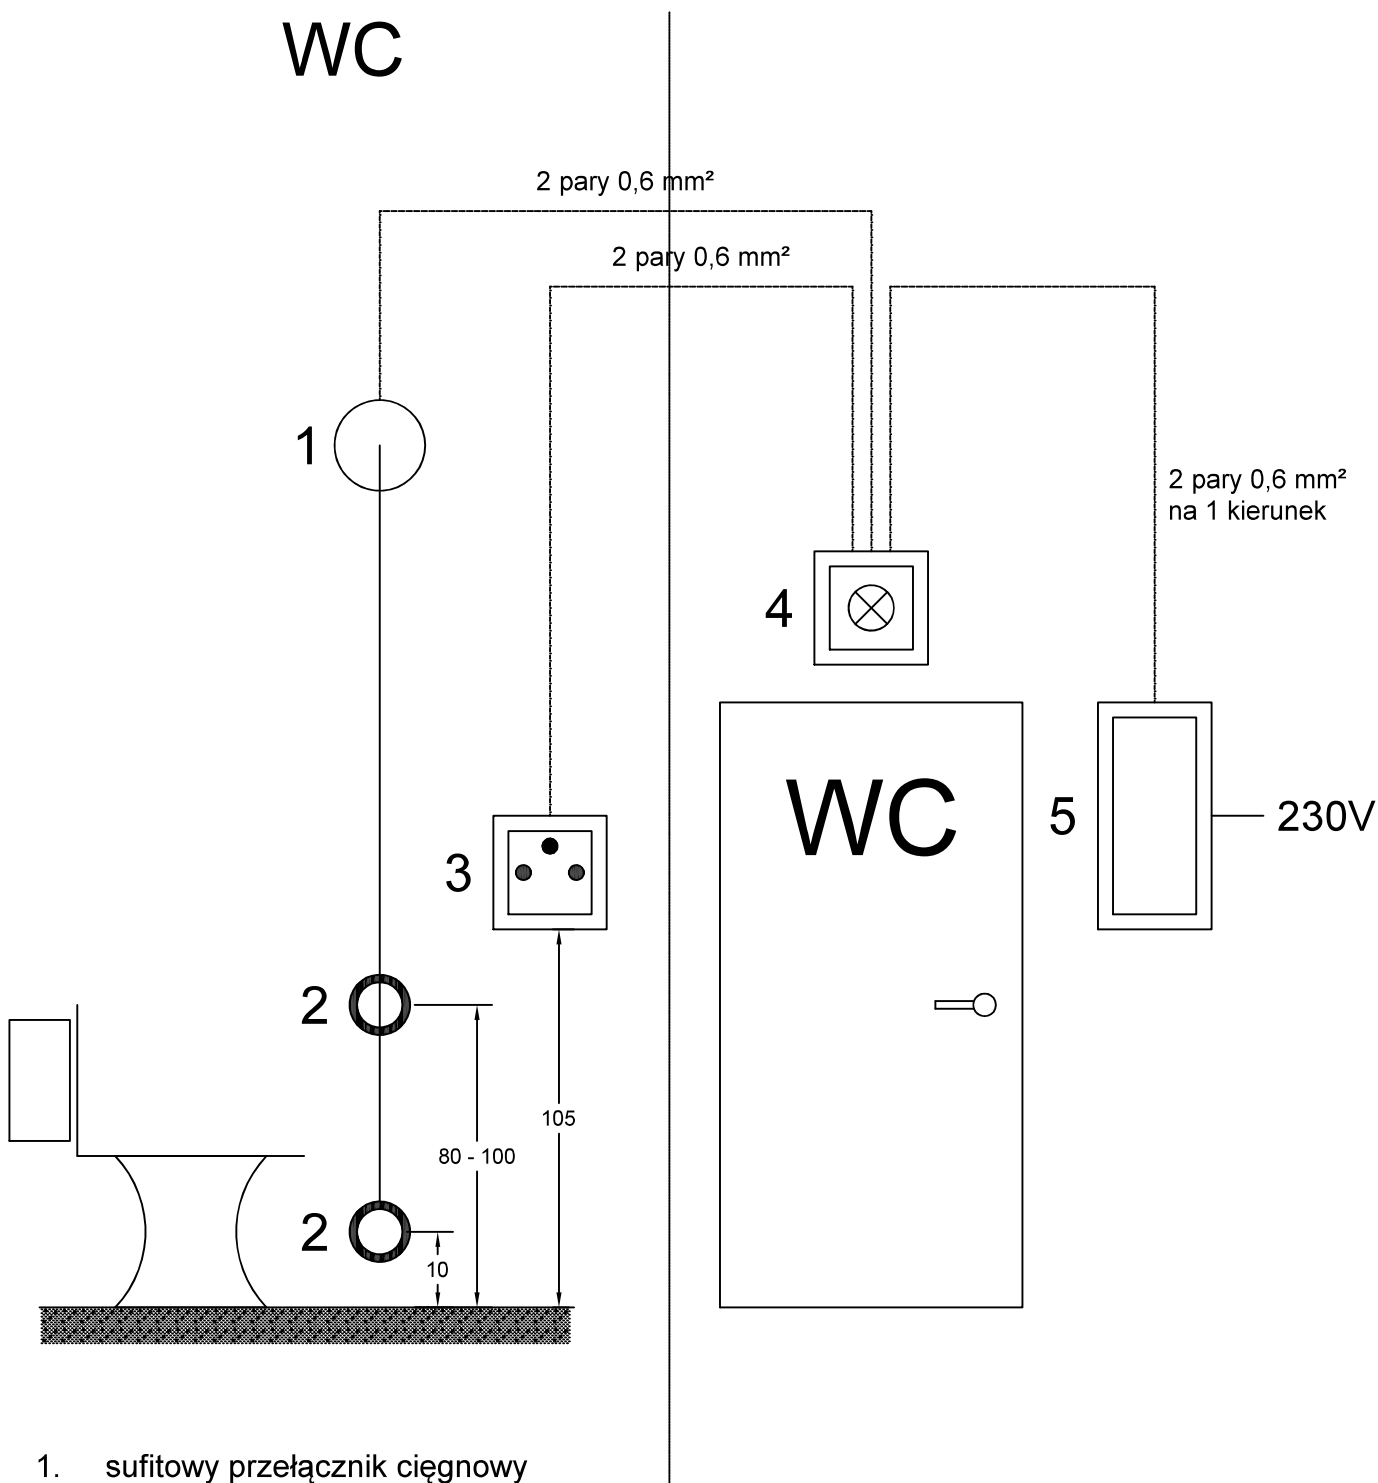 WC
2 pary 0,6 mm²
2 pary 0,6 mm²
1
2 pary 0,6 mm²
na 1 kierunek
4
WC
5
230V
3
2
105
80 - 100
2
10
1. sufitowy przełącznik cięgnowy